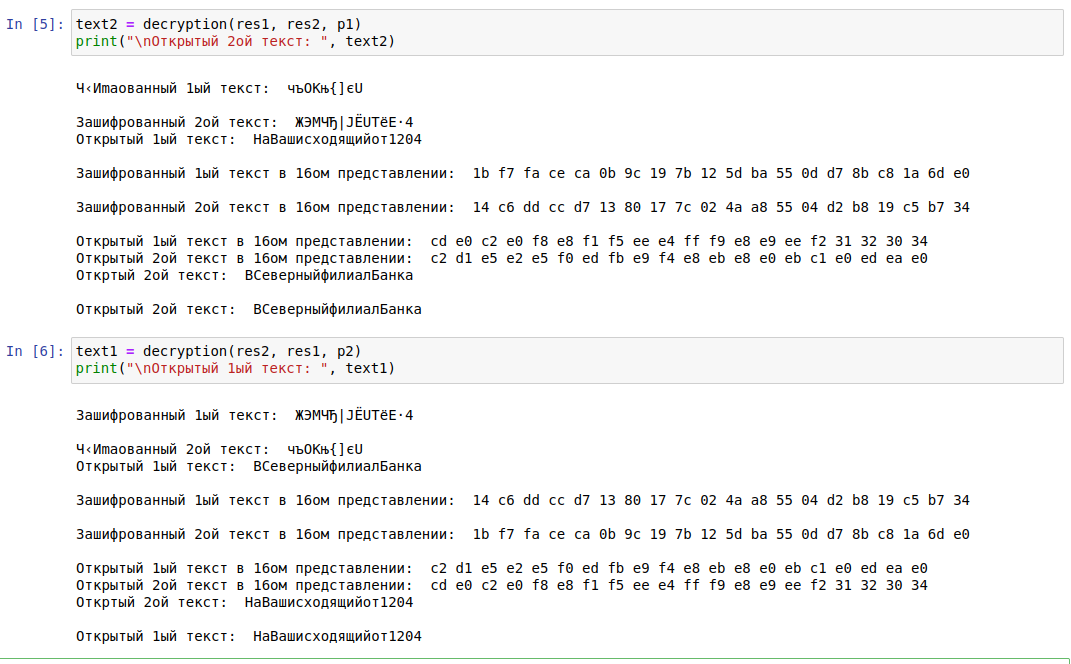 In [5]: text2 = decryption(res1, res2, p1)
print("\nОткрытый 2ой текст: ", text2)
Ч‹Иmаованный 1ый текст:  чъОКњ{]єU
Зашифрованный 2ой текст:  ЖЭМЧЂ|JЁUТёЕ·4
Открытый 1ый текст:  НаВашисходящийот1204
Зашифрованный 1ый текст в 16ом представлении:  1b f7 fa ce ca 0b 9c 19 7b 12 5d ba 55 0d d7 8b c8 1a 6d e0
Зашифрованный 2ой текст в 16ом представлении:  14 c6 dd cc d7 13 80 17 7c 02 4a a8 55 04 d2 b8 19 c5 b7 34
Открытый 1ый текст в 16ом представлении:  cd e0 c2 e0 f8 e8 f1 f5 ee e4 ff f9 e8 e9 ee f2 31 32 30 34
Открытый 2ой текст в 16ом представлении:  c2 d1 e5 e2 e5 f0 ed fb e9 f4 e8 eb e8 e0 eb c1 e0 ed ea e0
Откртый 2ой текст:  ВСеверныйфилиалБанка
Открытый 2ой текст:  ВСеверныйфилиалБанка
In [6]: text1 = decryption(res2, res1, p2)
print("\nОткрытый 1ый текст: ", text1)
Зашифрованный 1ый текст:  ЖЭМЧЂ|JЁUТёЕ·4
Ч‹Иmаованный 2ой текст:  чъОКњ{]єU
Открытый 1ый текст:  ВСеверныйфилиалБанка
Зашифрованный 1ый текст в 16ом представлении:  14 c6 dd cc d7 13 80 17 7c 02 4a a8 55 04 d2 b8 19 c5 b7 34
Зашифрованный 2ой текст в 16ом представлении:  1b f7 fa ce ca 0b 9c 19 7b 12 5d ba 55 0d d7 8b c8 1a 6d e0
Открытый 1ый текст в 16ом представлении:  c2 d1 e5 e2 e5 f0 ed fb e9 f4 e8 eb e8 e0 eb c1 e0 ed ea e0
Открытый 2ой текст в 16ом представлении:  cd e0 c2 e0 f8 e8 f1 f5 ee e4 ff f9 e8 e9 ee f2 31 32 30 34
Откртый 2ой текст:  НаВашисходящийот1204
Открытый 1ый текст:  НаВашисходящийот1204